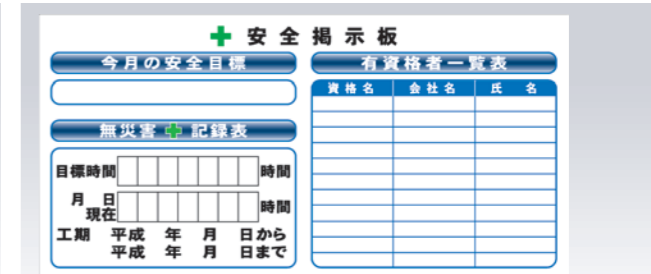 安全掲示板
今月の安全目標
無災害 記録表
目標時間 時間
月 日
現在 時間
工期 平成 年 月 日から
平成 年 月 日まで
有資格者一覧表
資格名 会社名 氏 名